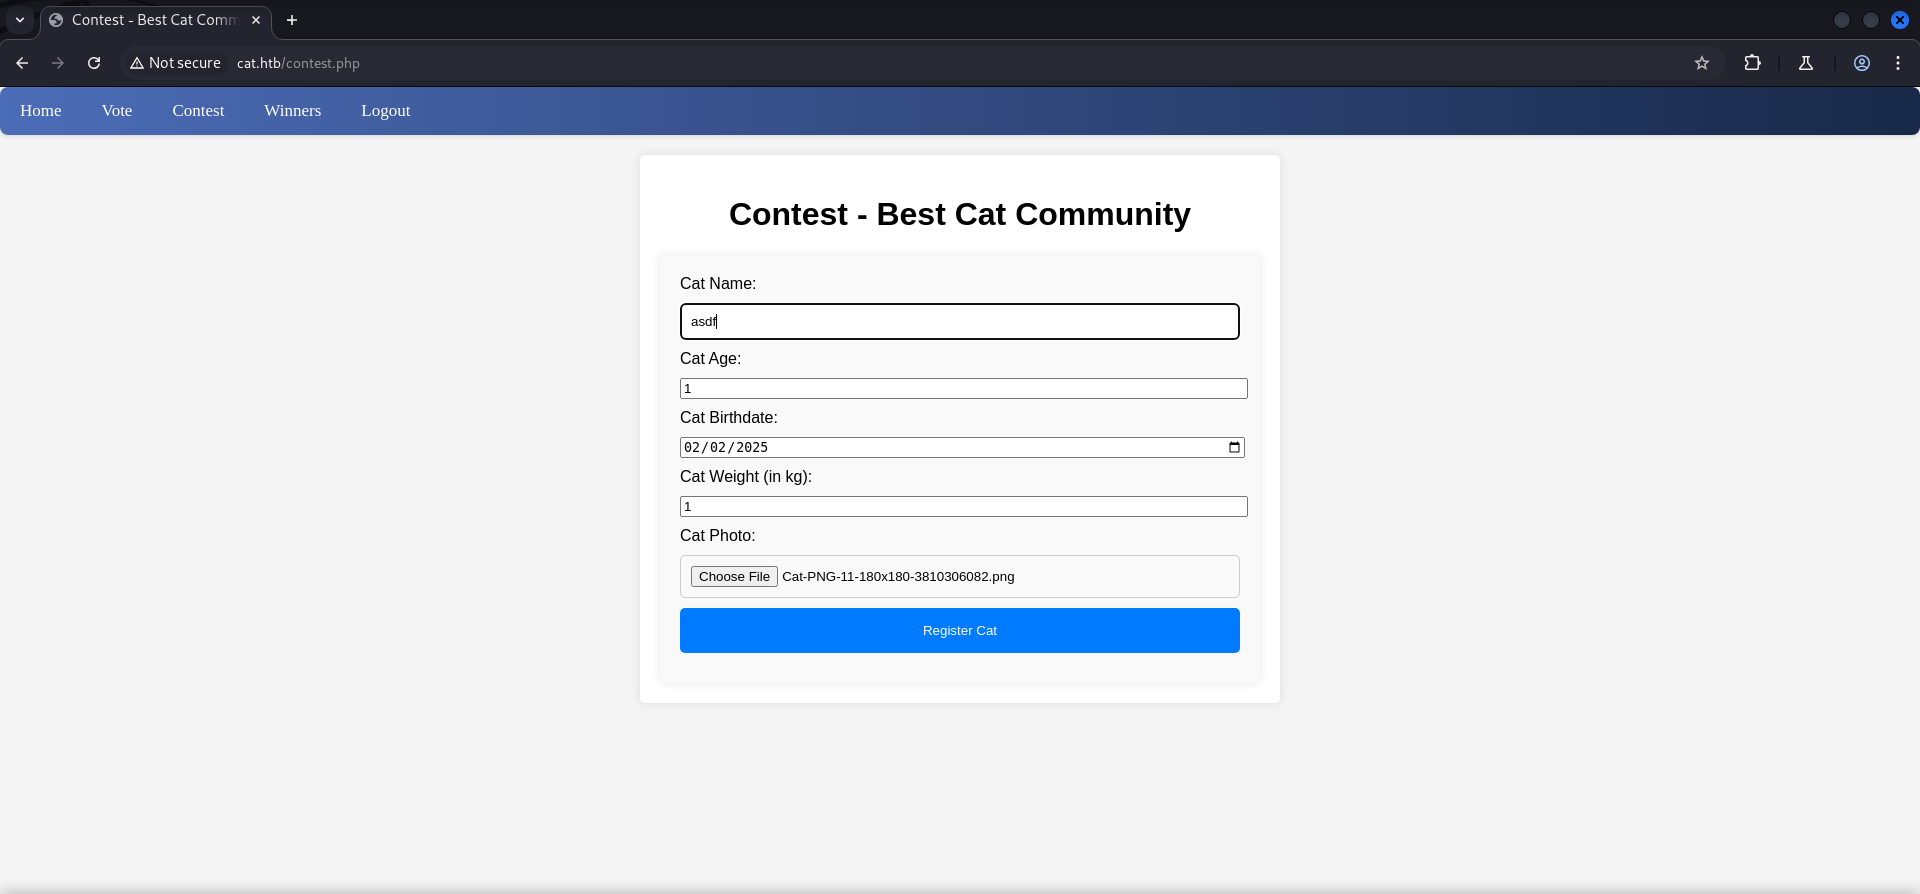 Contest - Best Cat Comm
Not secure cat.htb/contest.php
Home Vote Contest Winners Logout
Contest - Best Cat Community
Cat Name:
asdf
Cat Age:
1
Cat Birthdate:
02/02/2025
Cat Weight (in kg):
1
Cat Photo:
Choose File Cat-PNG-11-180x180-3810306082.png
Register Cat